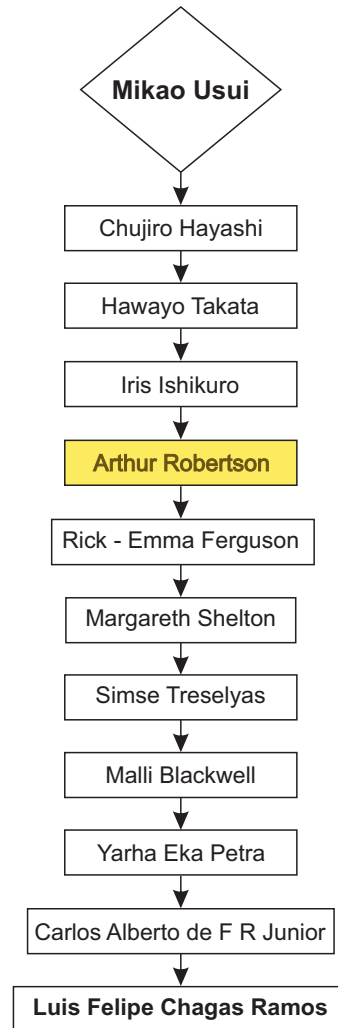 Mikao Usui
Chujiro Hayashi
Hawayo Takata
Iris Ishikuro
Arthur Robertson
Rick - Emma Ferguson
Margareth Shelton
Simse Treselyas
Malli Blackwell
Yarha Eka Petra
Carlos Alberto de F R Junior
Luis Felipe Chagas Ramos